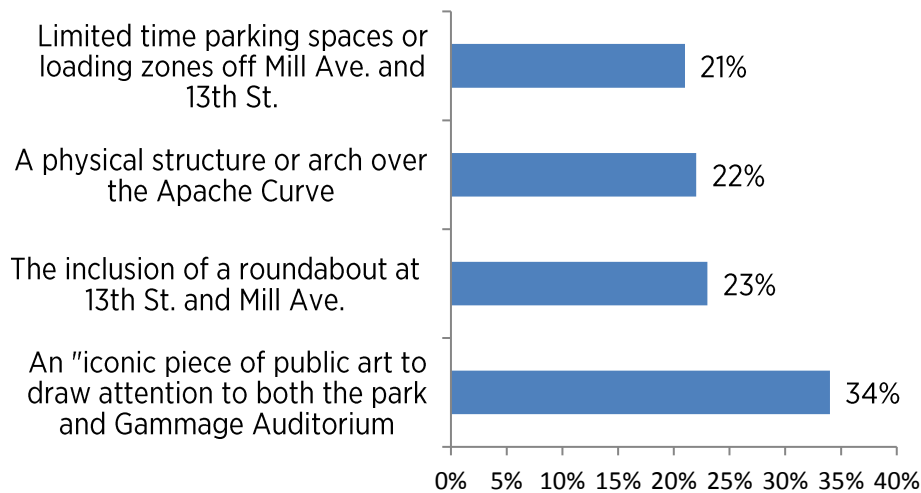 Limited time parking spaces or
loading zones off Mill Ave. and
13th St.
21%
A physical structure or arch over
the Apache Curve
22%
The inclusion of a roundabout at
13th St. and Mill Ave.
23%
An "iconic piece of public art to
draw attention to both the park
and Gammage Auditorium
34%
0% 5% 10% 15% 20% 25% 30% 35% 40%